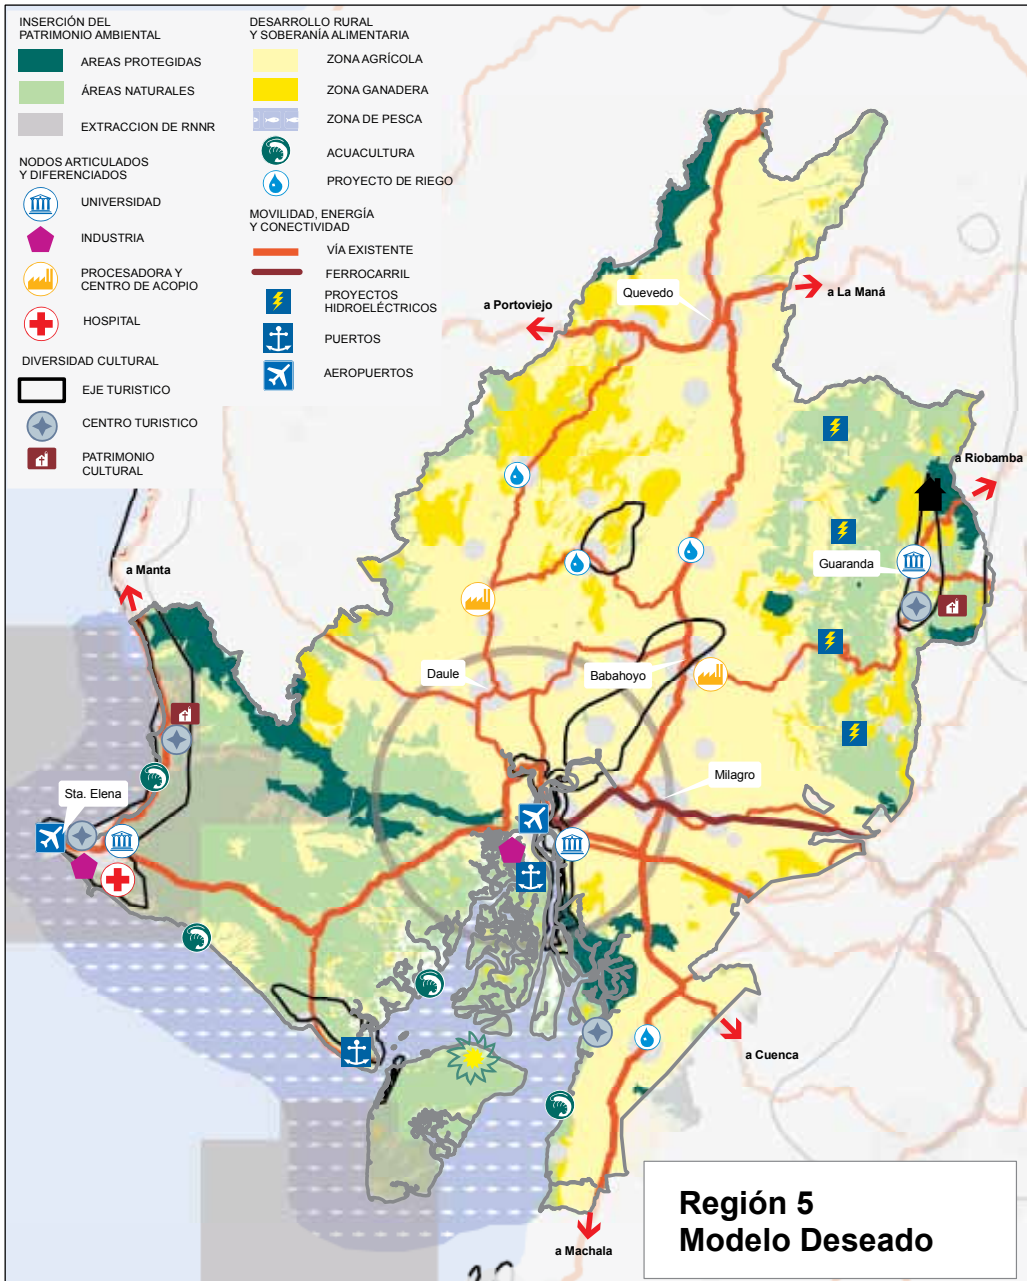 INSERCIÓN DEL
PATRIMONIO AMBIENTAL
AREAS PROTEGIDAS
ÁREAS NATURALES
EXTRACCION DE RNNR
NODOS ARTICULADOS
Y DIFERENCIADOS
UNIVERSIDAD
INDUSTRIA
PROCESADORA Y
CENTRO DE ACOPIO
HOSPITAL
DIVERSIDAD CULTURAL
EJE TURISTICO
CENTRO TURISTICO
PATRIMONIO
CULTURAL
DESARROLLO RURAL
Y SOBERANÍA ALIMENTARIA
ZONA AGRÍCOLA
ZONA GANADERA
ZONA DE PESCA
ACUACULTURA
PROYECTO DE RIEGO
MOVILIDAD, ENERGÍA
Y CONECTIVIDAD
VÍA EXISTENTE
FERROCARRIL
PROYECTOS
HIDROELÉCTRICOS
PUERTOS
AEROPUERTOS
Quevedo
a La Maná
a Portoviejo
a Riobamba
a Manta
Guaranda
Daule
Babahoyo
Milagro
Sta. Elena
a Cuenca
a Machala
Región 5
Modelo Deseado